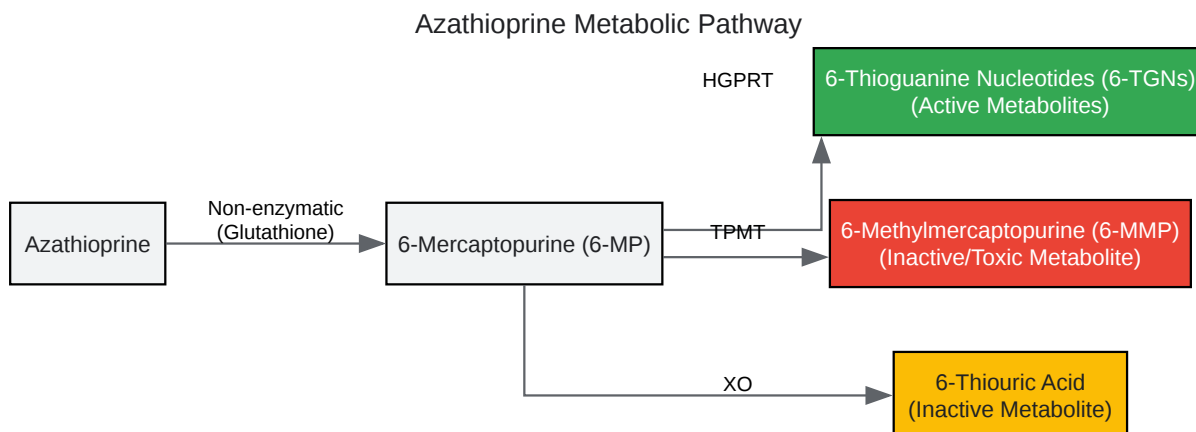 Azathioprine Metabolic Pathway
HGPRT
6-Thioguanine Nucleotides (6-TGNs)
(Active Metabolites)
Azathioprine
Non-enzymatic
(Glutathione)
6-Mercaptopurine (6-MP)
TPMT
6-Methylmercaptopurine (6-MMP)
(Inactive/Toxic Metabolite)
XO
6-Thiouric Acid
(Inactive Metabolite)